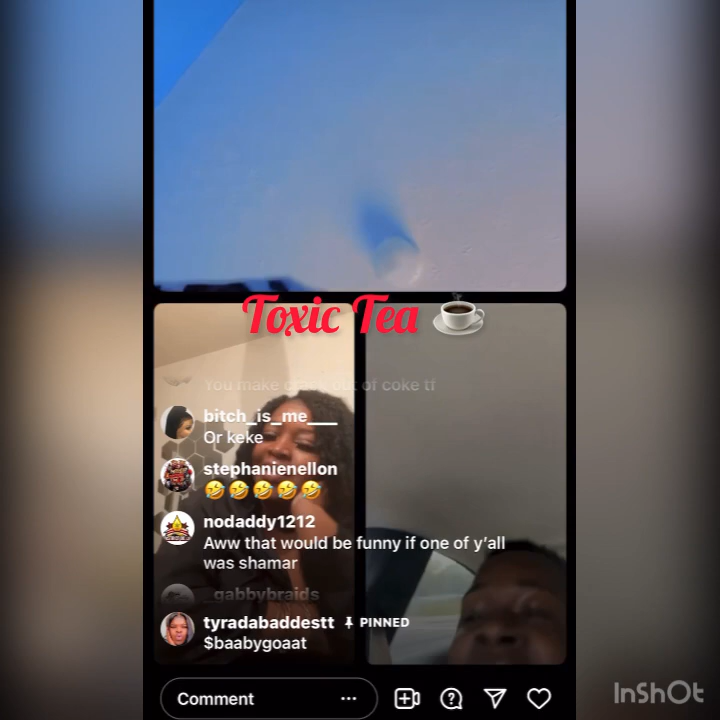 Toxic Tea
You make crack out of coke tf
bitch_is_me___
Or keke
stephanienellon
🤣🤣🤣🤣🤣
nodaddy1212
Aww that would be funny if one of y'all
was shamar
_gabbybraids
tyradabaddestt PINNED
$baabygoaat
Comment
InShOt